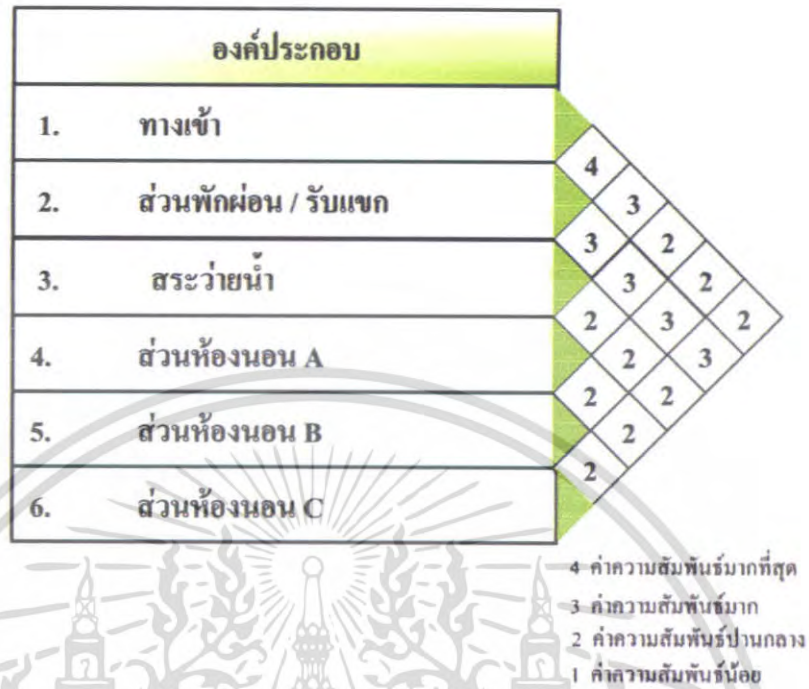 องค์ประกอบ
1. ทางเข้า
2. ส่วนพักผ่อน / รับแขก
3. สระว่ายน้ำ
4. ส่วนห้องนอน A
5. ส่วนห้องนอน B
6. ส่วนห้องนอน C
4
3
3 2
3 2
2 3 2
2 3
2 2
2
2
4 ค่าความสัมพันธ์มากที่สุด
3 ค่าความสัมพันธ์มาก
2 ค่าความสัมพันธ์ปานกลาง
1 ค่าความสัมพันธ์น้อย